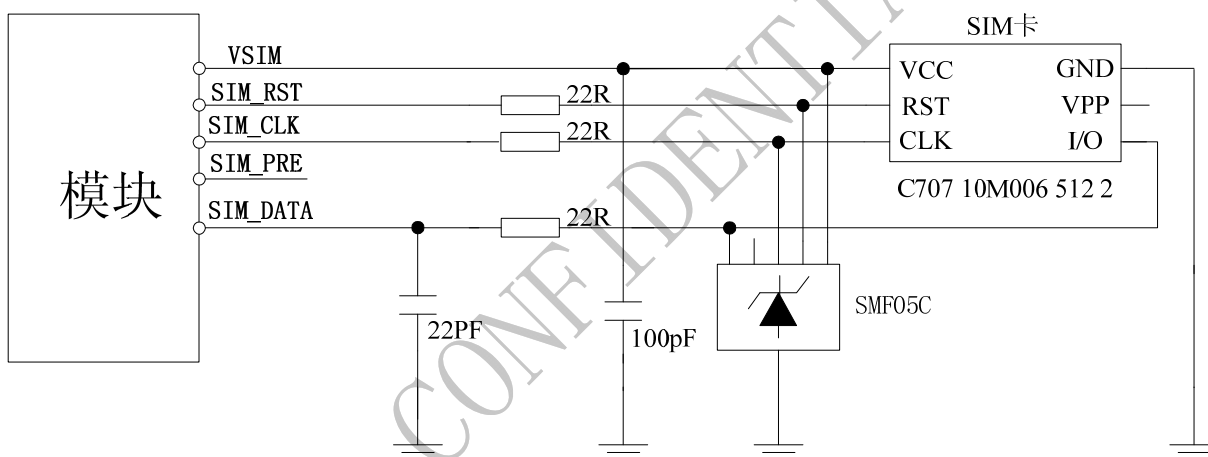 SIM卡
VSIM
VCC
GND
SIM_RST
22R
RST
VPP
SIM_CLK
22R
CLK
I/O
SIM_PRE
模块
C707 10M006 512 2
SIM_DATA
22R
SMF05C
22PF
100pF
CONFIDENTIA